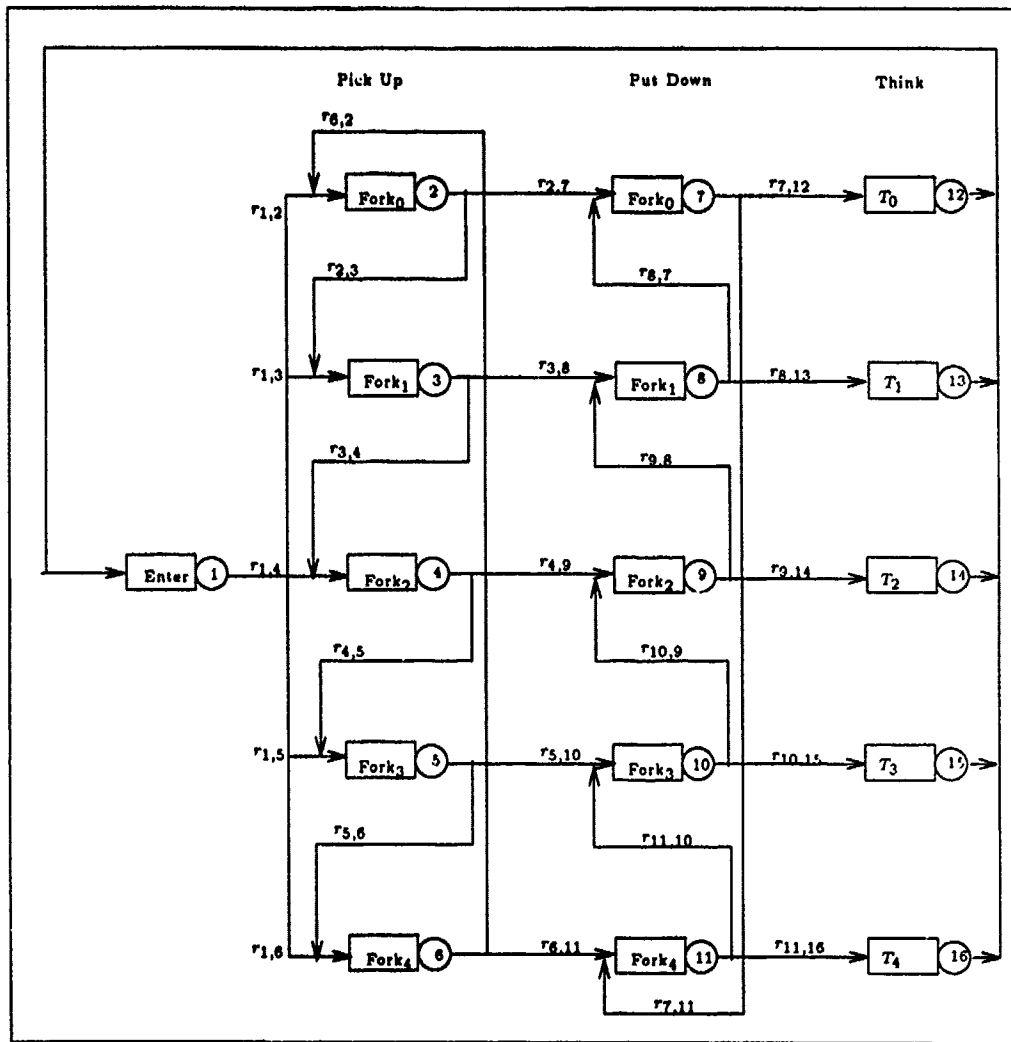 Pick Up Put Down Think
r6,2
Fork0 2 r2,7 Fork0 7 r7,12 T0 12
r1,2
r2,3 r8,7
r1,3 Fork1 3 r3,8 Fork1 8 r8,13 T1 13
r3,4 r9,8
Enter 1 r1,4 Fork2 4 r4,9 Fork2 9 r9,14 T2 14
r4,5 r10,9
r1,5 Fork3 5 r5,10 Fork3 10 r10,15 T3 15
r5,6 r11,10
r1,6 Fork4 6 r6,11 Fork4 11 r11,16 T4 16
r7,11